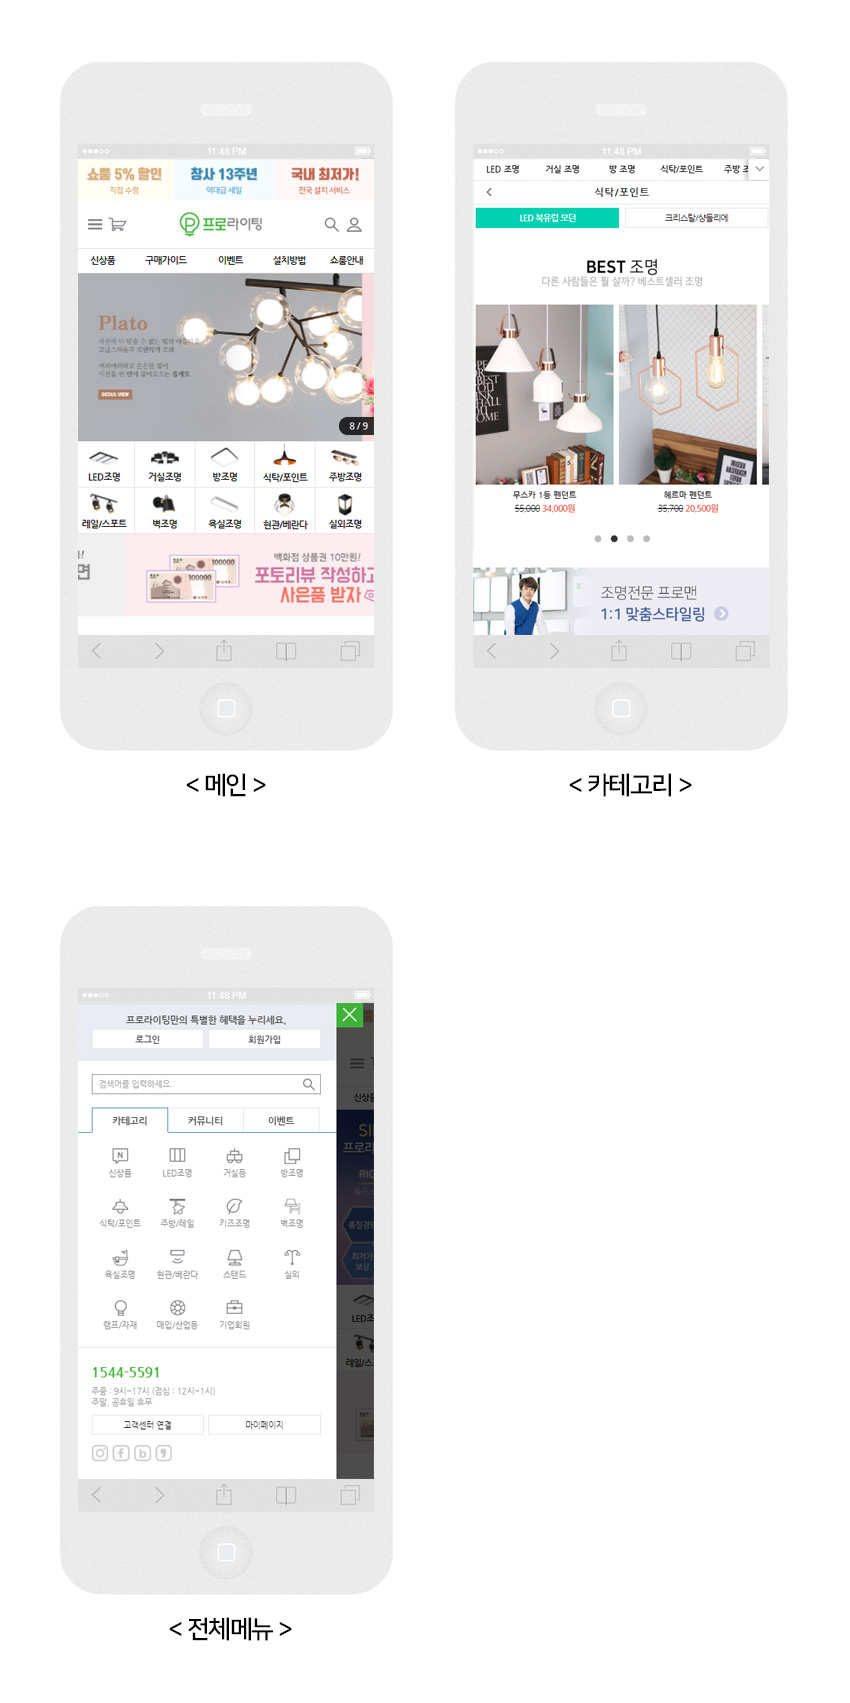 11:48 PM
쇼룸 5% 할인
직접 수령
창사 13주년
역대급 세일
국내 최저가!
전국 설치 서비스
프로라이팅
신상품 구매가이드 이벤트 설치방법 쇼룸안내
Plato
DETAIL VIEW
8 / 9
LED조명 거실조명 방조명 식탁/포인트 주방조명
레일/스포트 벽조명 욕실조명 현관/베란다 실외조명
백화점 상품권 10만원!
포토리뷰 작성하고
사은품 받자
< 메인 >
11:48 PM
LED 조명 거실 조명 방 조명 식탁/포인트 주방 조
식탁/포인트
LED 북유럽 모던 크리스탈/샹들리에
BEST 조명
다른 사람들은 뭘 살까? 베스트셀러 조명
무스카 1등 펜던트
55,000 34,000원
헤르마 펜던트
35,700 20,500원
조명전문 프로맨
1:1 맞춤스타일링
< 카테고리 >
11:48 PM
프로라이팅만의 특별한 혜택을 누리세요.
로그인 회원가입
검색어를 입력하세요.
카테고리 커뮤니티 이벤트
신상품 LED조명 거실등 방조명
식탁/포인트 주방/레일 키즈조명 벽조명
욕실조명 현관/베란다 스탠드 실외
램프/자재 매입/산업등 기업회원
1544-5591
주중 : 9시~17시 (점심 : 12시~1시)
주말, 공휴일 휴무
고객센터 연결 마이페이지
< 전체메뉴 >